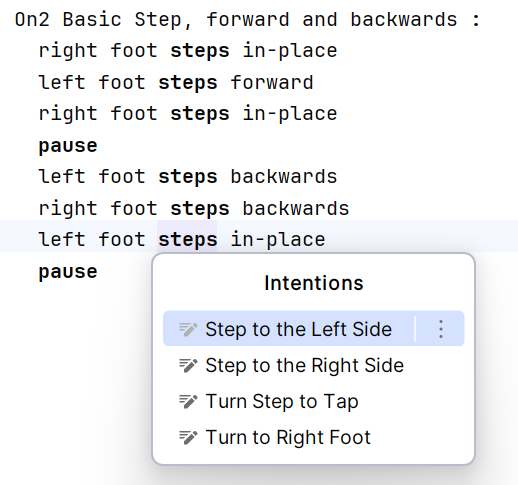 On2 Basic Step, forward and backwards :
right foot steps in-place
left foot steps forward
right foot steps in-place
pause
left foot steps backwards
right foot steps backwards
left foot steps in-place
pause
Intentions
Step to the Left Side
Step to the Right Side
Turn Step to Tap
Turn to Right Foot